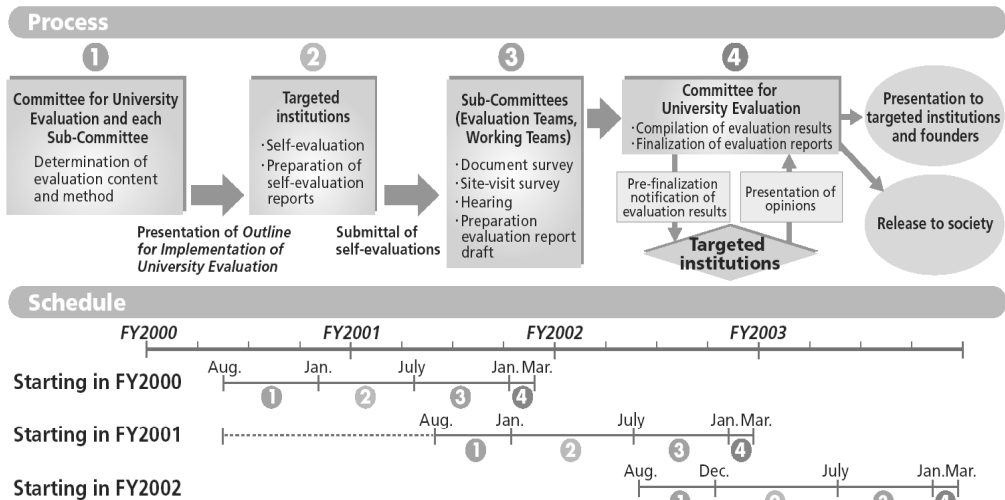 Process
1
2
3
4
Committee for University
Evaluation and each
Sub-Committee
Determination of
evaluation content
and method
Presentation of Outline
for Implementation of
University Evaluation
Targeted
institutions
·Self-evaluation
·Preparation of
self-evaluation
reports
Submittal of
self-evaluations
Sub-Committees
(Evaluation Teams,
Working Teams)
·Document survey
·Site-visit survey
·Hearing
·Preparation
evaluation report
draft
Committee for
University Evaluation
·Compilation of evaluation results
·Finalization of evaluation reports
Pre-finalization
notification of
evaluation results
Presentation of
opinions
Targeted
institutions
Presentation to
targeted institutions
and founders
Release to society
Schedule
FY2000 FY2001 FY2002 FY2003
Starting in FY2000
Aug. Jan. July Jan. Mar.
1 2 3 4
Starting in FY2001
Aug. Jan. July Jan. Mar.
1 2 3 4
Starting in FY2002
Aug. Dec. July Jan. Mar.
1 2 3 4